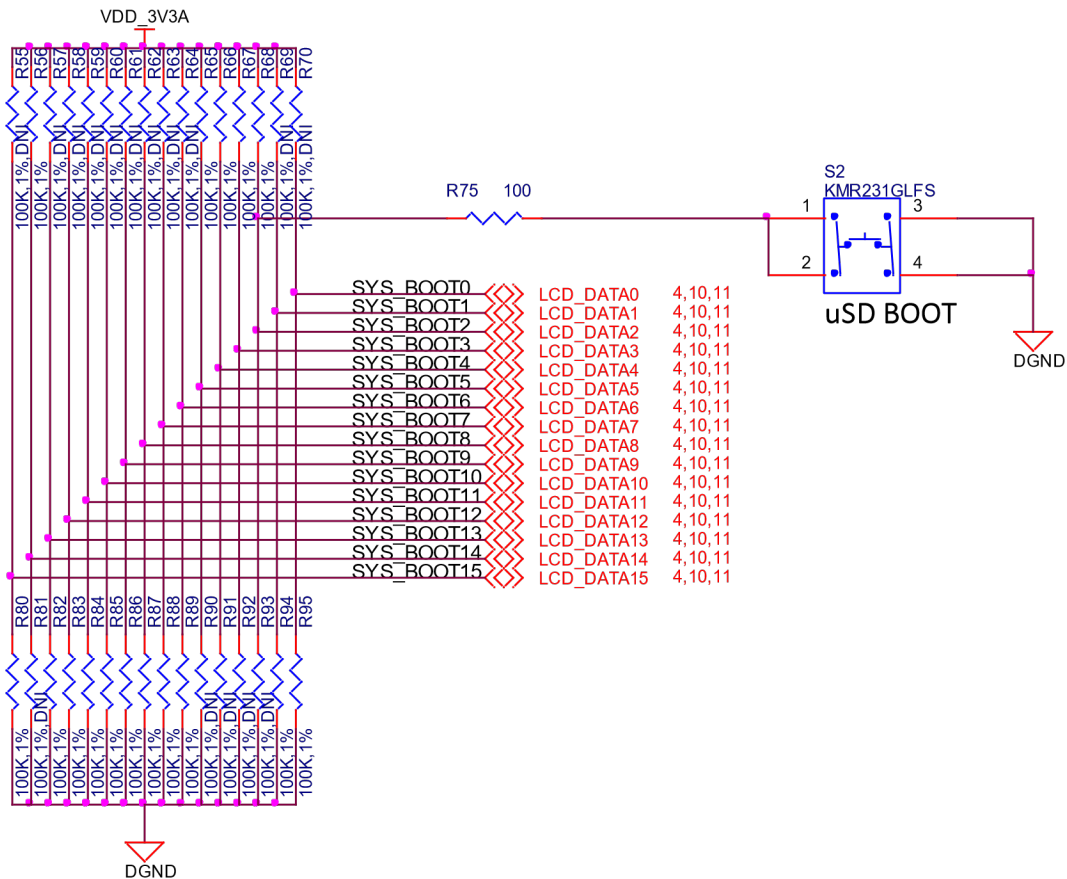 VDD_3V3A
R55
R56
R57
R58
R59
R60
R61
R62
R63
R64
R65
R66
R67
R68
R69
R70
100K,1%,DNI
100K,1%
100K,1%,DNI
100K,1%,DNI
100K,1%,DNI
100K,1%,DNI
100K,1%,DNI
100K,1%,DNI
100K,1%,DNI
100K,1%,DNI
100K,1%
100K,1%
100K,1%
100K,1%
100K,1%,DNI
100K,1%,DNI
R75 100
S2
KMR231GLFS
1 3
2 4
uSD BOOT
DGND
SYS_BOOT0 LCD_DATA0 4,10,11
SYS_BOOT1 LCD_DATA1 4,10,11
SYS_BOOT2 LCD_DATA2 4,10,11
SYS_BOOT3 LCD_DATA3 4,10,11
SYS_BOOT4 LCD_DATA4 4,10,11
SYS_BOOT5 LCD_DATA5 4,10,11
SYS_BOOT6 LCD_DATA6 4,10,11
SYS_BOOT7 LCD_DATA7 4,10,11
SYS_BOOT8 LCD_DATA8 4,10,11
SYS_BOOT9 LCD_DATA9 4,10,11
SYS_BOOT10 LCD_DATA10 4,10,11
SYS_BOOT11 LCD_DATA11 4,10,11
SYS_BOOT12 LCD_DATA12 4,10,11
SYS_BOOT13 LCD_DATA13 4,10,11
SYS_BOOT14 LCD_DATA14 4,10,11
SYS_BOOT15 LCD_DATA15 4,10,11
R80
R81
R82
R83
R84
R85
R86
R87
R88
R89
R90
R91
R92
R93
R94
R95
100K,1%
100K,1%,DNI
100K,1%
100K,1%
100K,1%
100K,1%
100K,1%
100K,1%
100K,1%
100K,1%
100K,1%,DNI
100K,1%,DNI
100K,1%,DNI
100K,1%,DNI
100K,1%
100K,1%
DGND